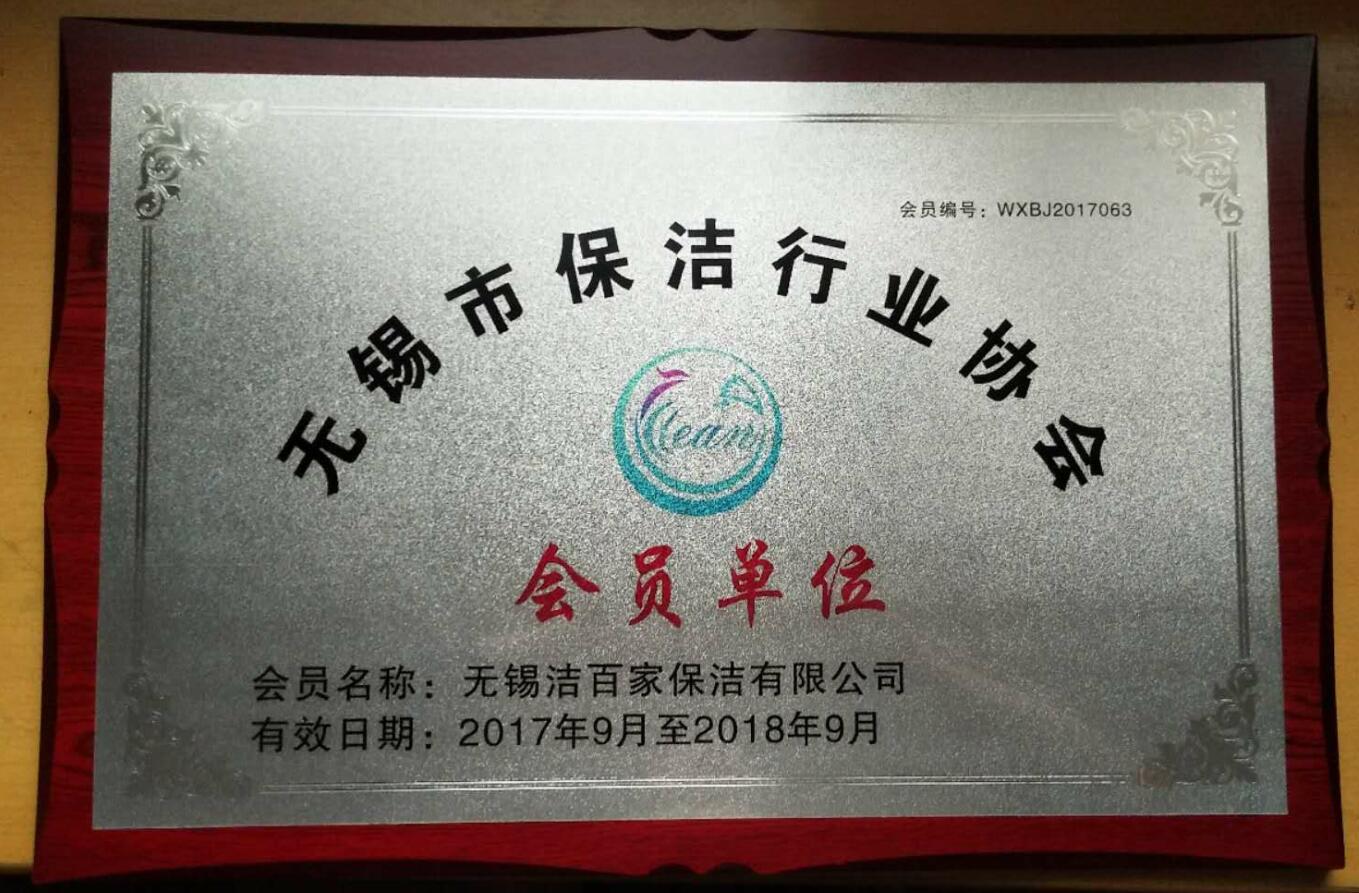 会员编号：WXBJ2017063
无锡市保洁行业协会
Clean
会员单位
会员名称：无锡洁百家保洁有限公司
有效日期：2017年9月至2018年9月